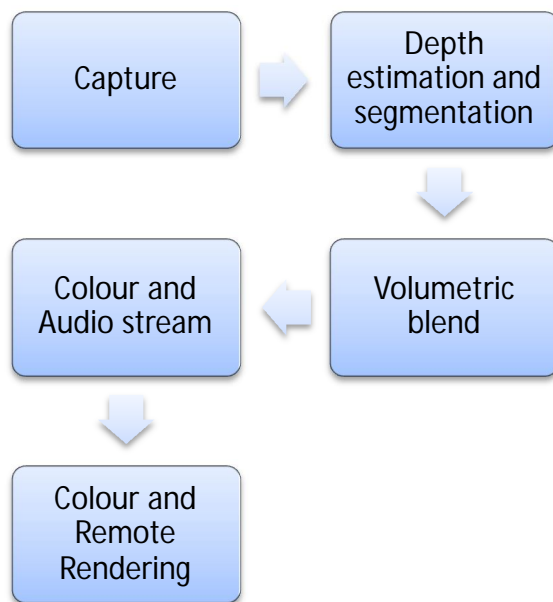 Capture
Depth
estimation and
segmentation
Volumetric
blend
Colour and
Audio stream
Colour and
Remote
Rendering